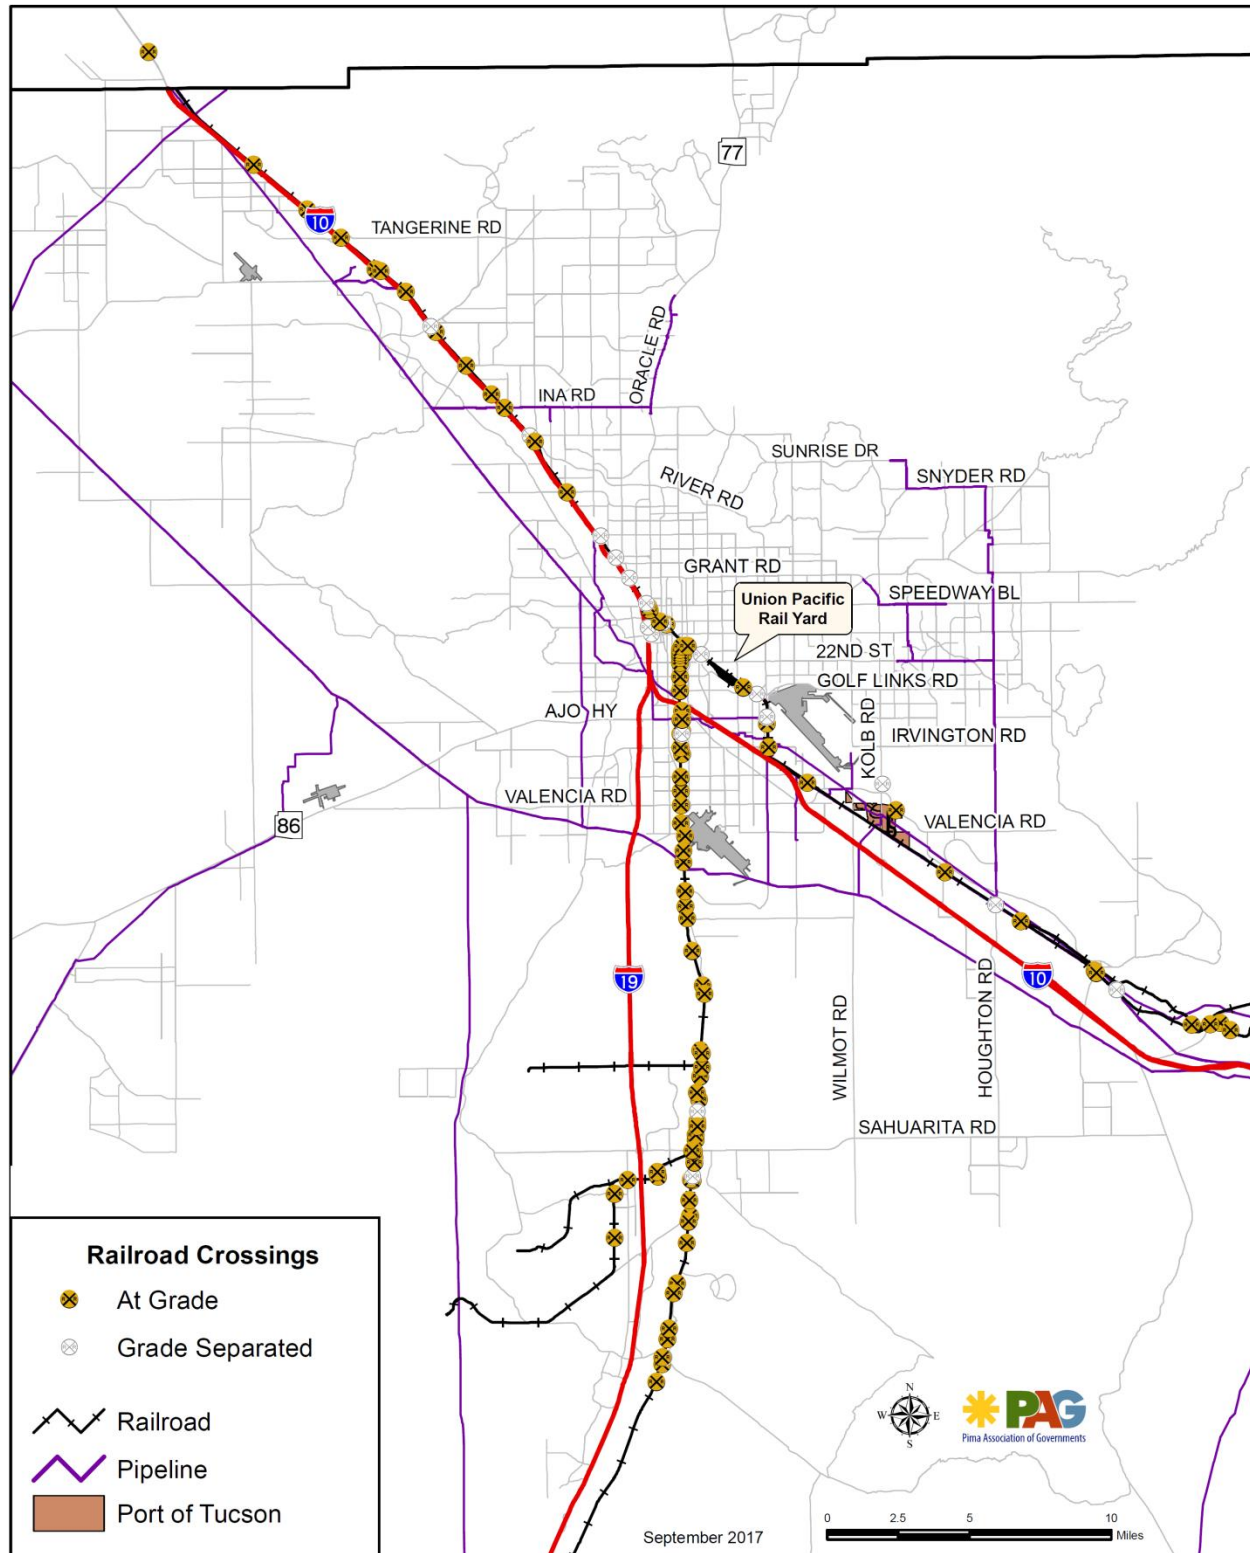 77
10
TANGERINE RD
ORACLE RD
INA RD
SUNRISE DR
SNYDER RD
RIVER RD
GRANT RD
SPEEDWAY BL
Union Pacific
Rail Yard
22ND ST
GOLF LINKS RD
AJO HY
KOLB RD
IRVINGTON RD
VALENCIA RD
86
VALENCIA RD
19
10
WILMOT RD
HOUGHTON RD
SAHUARITA RD
Railroad Crossings
At Grade
Grade Separated
Railroad
Pipeline
Port of Tucson
N
W E
S
PAG
Pima Association of Governments
September 2017
0 2.5 5 10
Miles